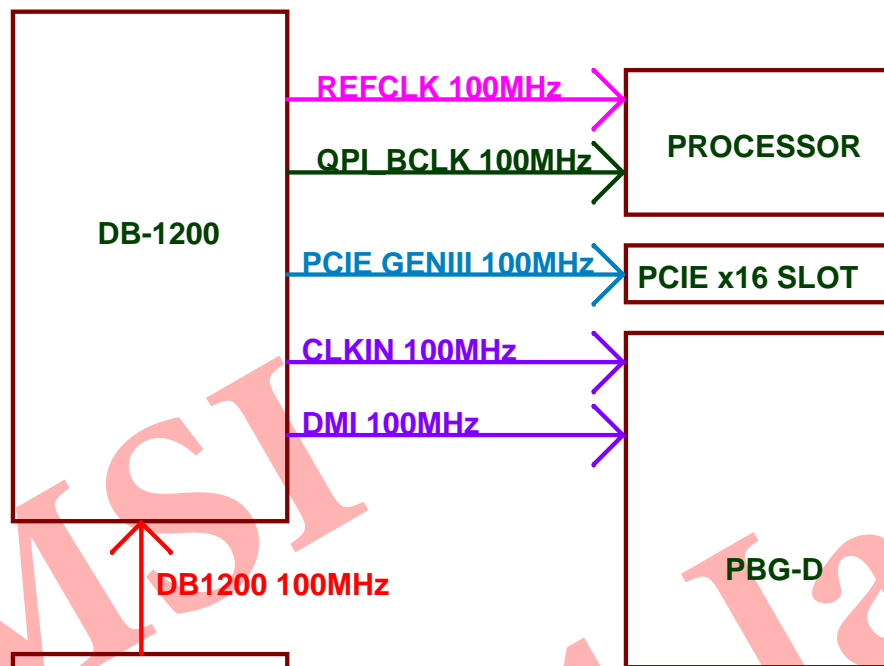 REFCLK 100MHz
PROCESSOR
QPI_BCLK 100MHz
DB-1200
PCIE GENIII 100MHz
PCIE x16 SLOT
CLKIN 100MHz
DMI 100MHz
MSI
PBG-D
DB1200 100MHz